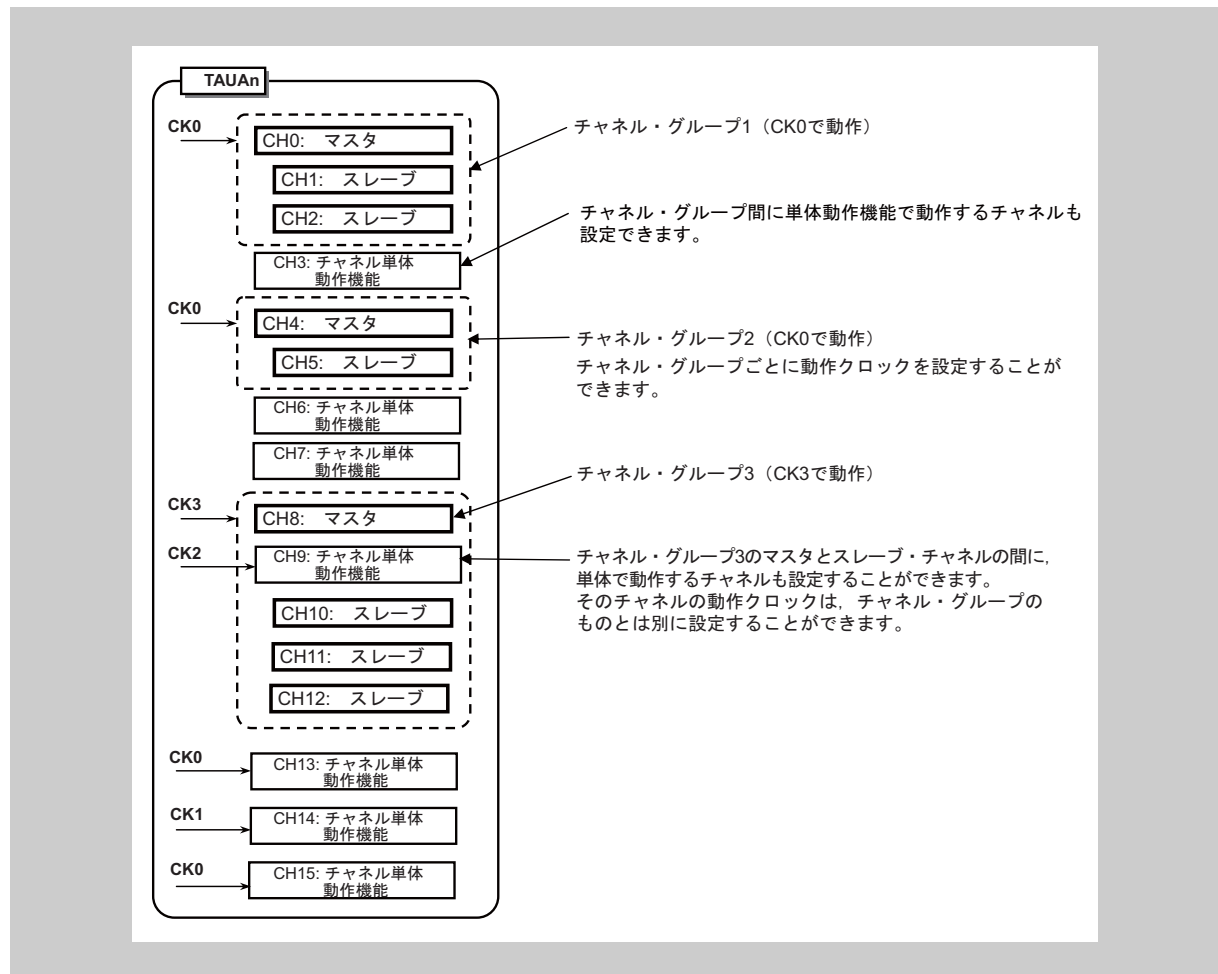 TAUAn
CK0
CH0: マスタ
CH1: スレーブ
CH2: スレーブ
チャネル・グループ1（CK0で動作）
チャネル・グループ間に単体動作機能で動作するチャネルも
設定できます。
CH3: チャネル単体
動作機能
CK0
CH4: マスタ
CH5: スレーブ
チャネル・グループ2（CK0で動作）
チャネル・グループごとに動作クロックを設定することが
できます。
CH6: チャネル単体
動作機能
CH7: チャネル単体
動作機能
チャネル・グループ3（CK3で動作）
CK3
CH8: マスタ
CK2
CH9: チャネル単体
動作機能
チャネル・グループ3のマスタとスレーブ・チャネルの間に，
単体で動作するチャネルも設定することができます。
そのチャネルの動作クロックは，チャネル・グループの
ものとは別に設定することができます。
CH10: スレーブ
CH11: スレーブ
CH12: スレーブ
CK0
CH13: チャネル単体
動作機能
CK1
CH14: チャネル単体
動作機能
CK0
CH15: チャネル単体
動作機能